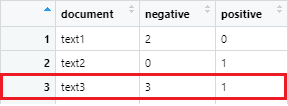 document negative positive
1 text1 2 0
2 text2 0 1
3 text3 3 1